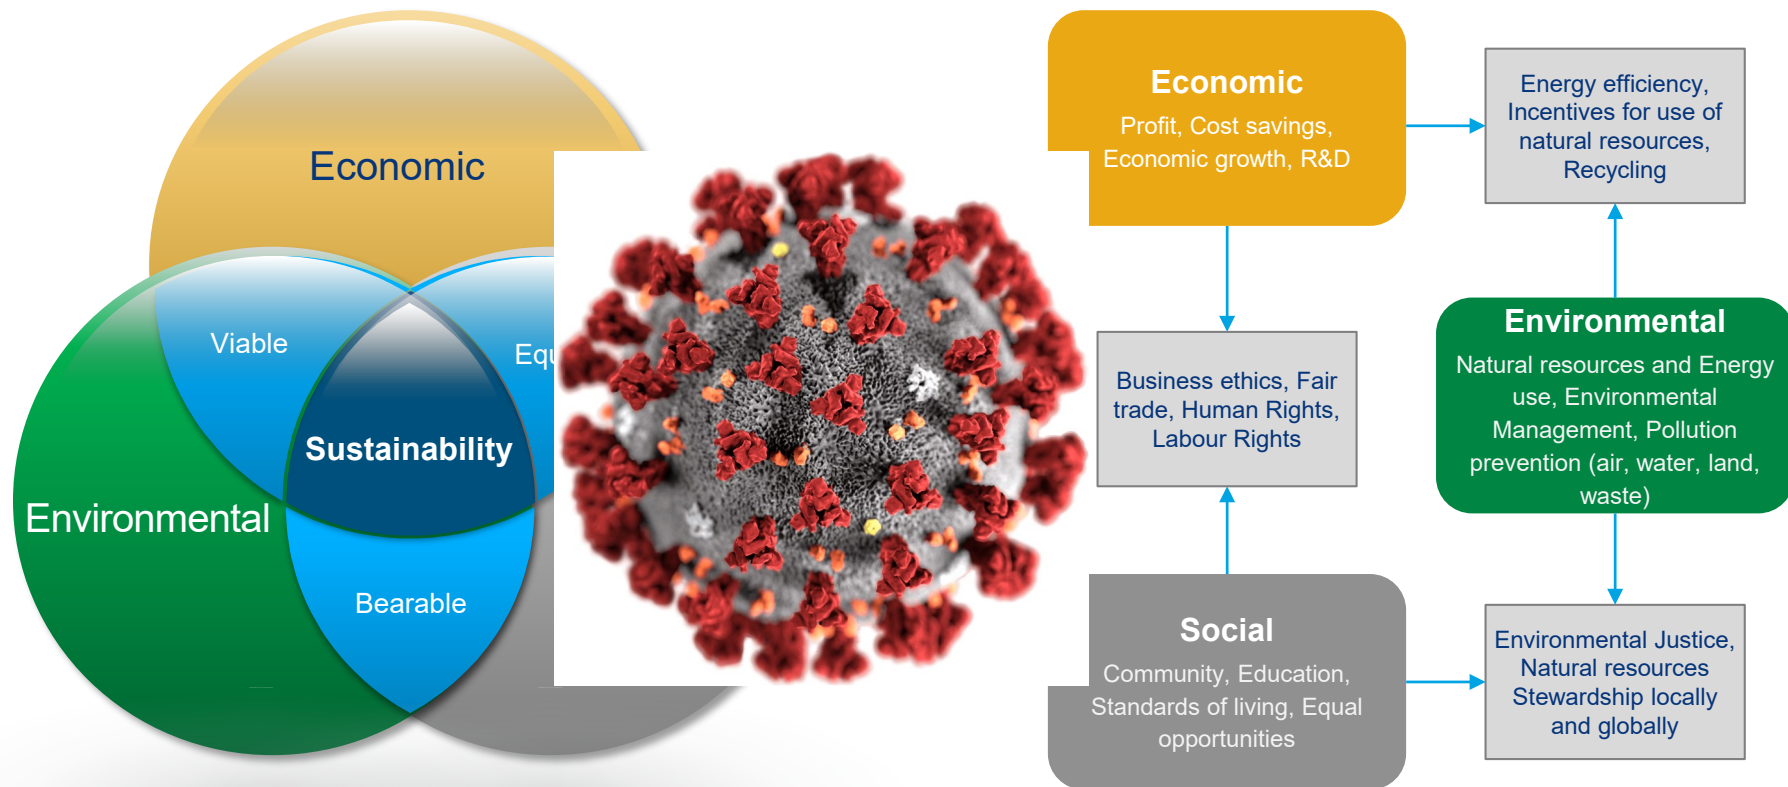 Economic
Viable
Sustainability
Environmental
Bearable
Economic
Profit, Cost savings,
Economic growth, R&D
Energy efficiency,
Incentives for use of
natural resources,
Recycling
Business ethics, Fair
trade, Human Rights,
Labour Rights
Environmental
Natural resources and Energy
use, Environmental
Management, Pollution
prevention (air, water, land,
waste)
Social
Community, Education,
Standards of living, Equal
opportunities
Environmental Justice,
Natural resources
Stewardship locally
and globally